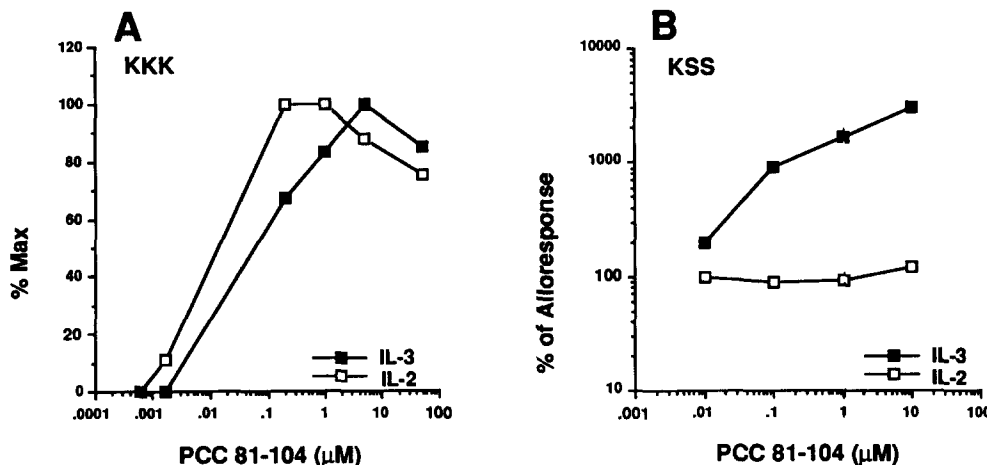 A
KKK
120
100
80
60
40
20
0
% Max
.0001
.001
.01
.1
1
10
100
PCC 81-104 (μM)
IL-3
IL-2
B
KSS
10000
1000
100
10
% of Alloresponse
.001
.01
.1
1
10
100
PCC 81-104 (μM)
IL-3
IL-2